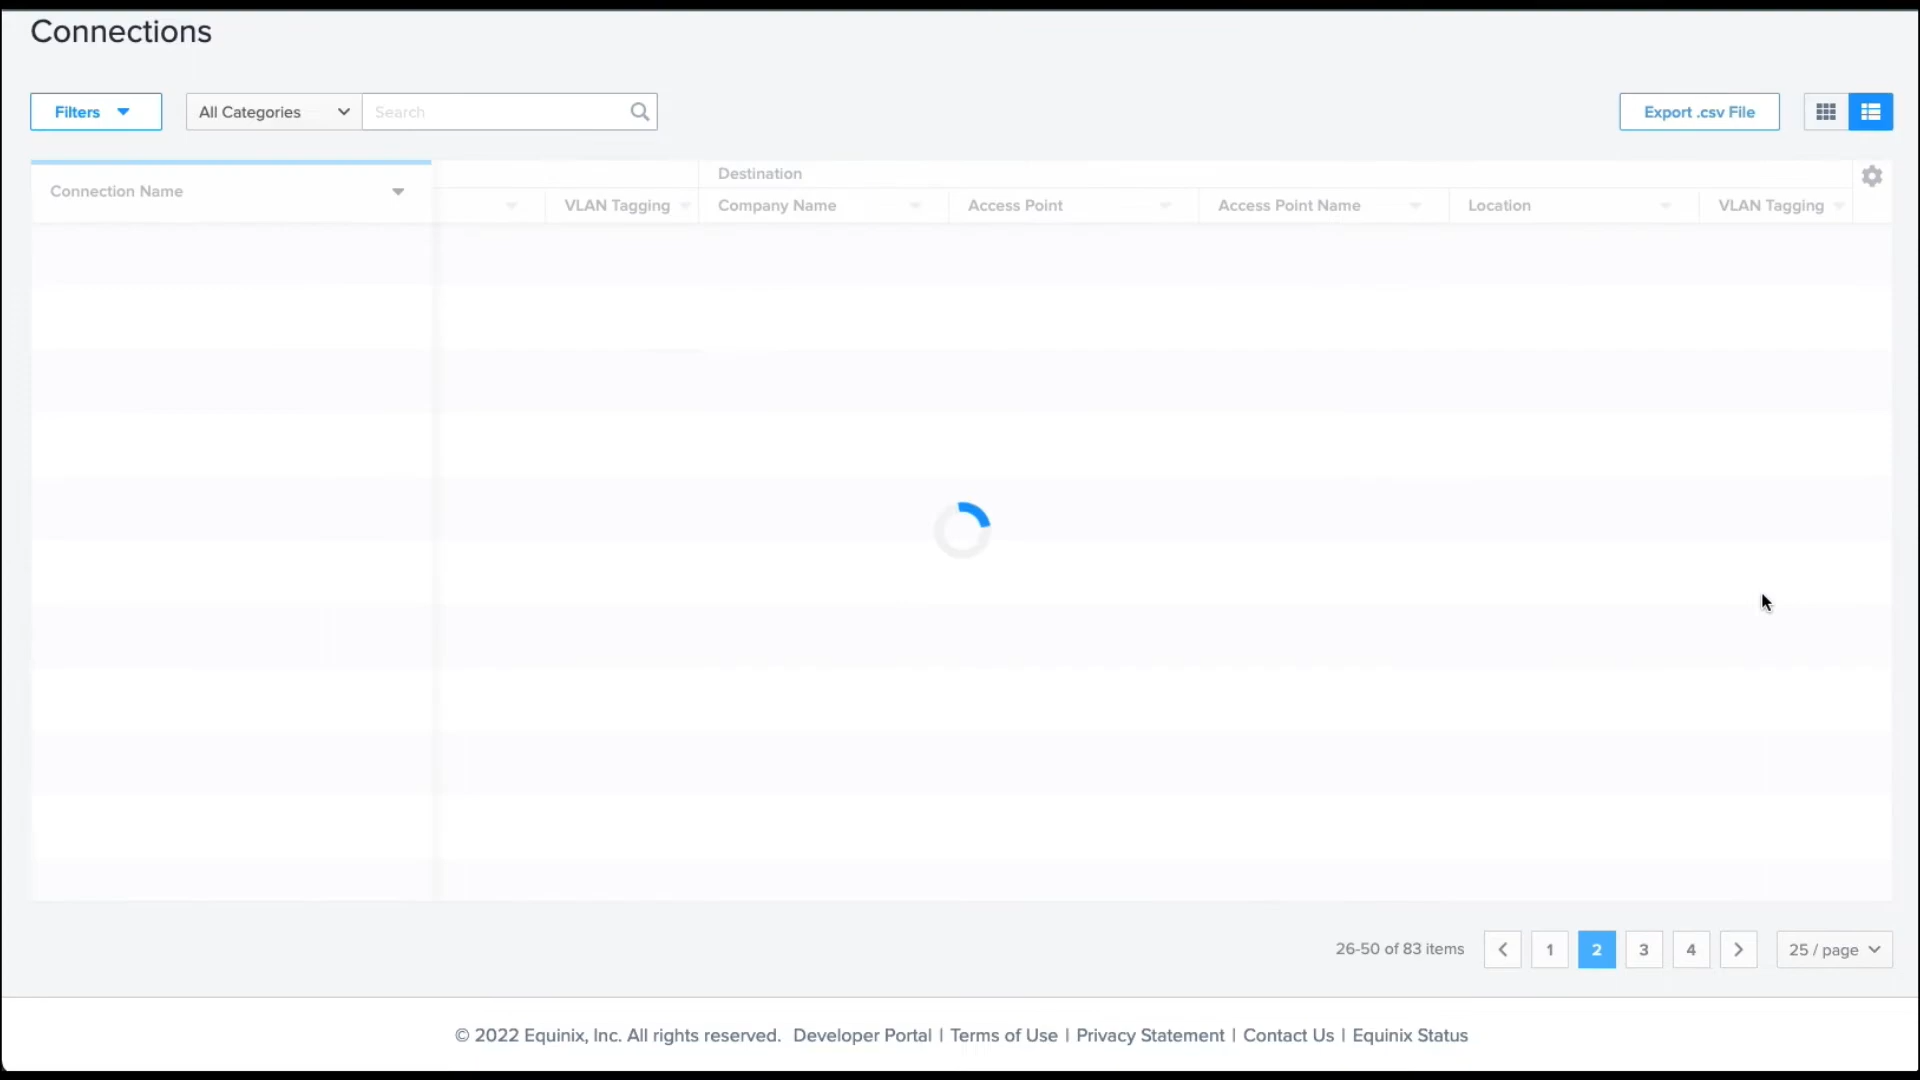 Connections
Filters
All Categories
Search
Export .csv File
Connection Name
Destination
VLAN Tagging
Company Name
Access Point
Access Point Name
Location
VLAN Tagging
26-50 of 83 items
1
2
3
4
25 / page
© 2022 Equinix, Inc. All rights reserved. Developer Portal | Terms of Use | Privacy Statement | Contact Us | Equinix Status